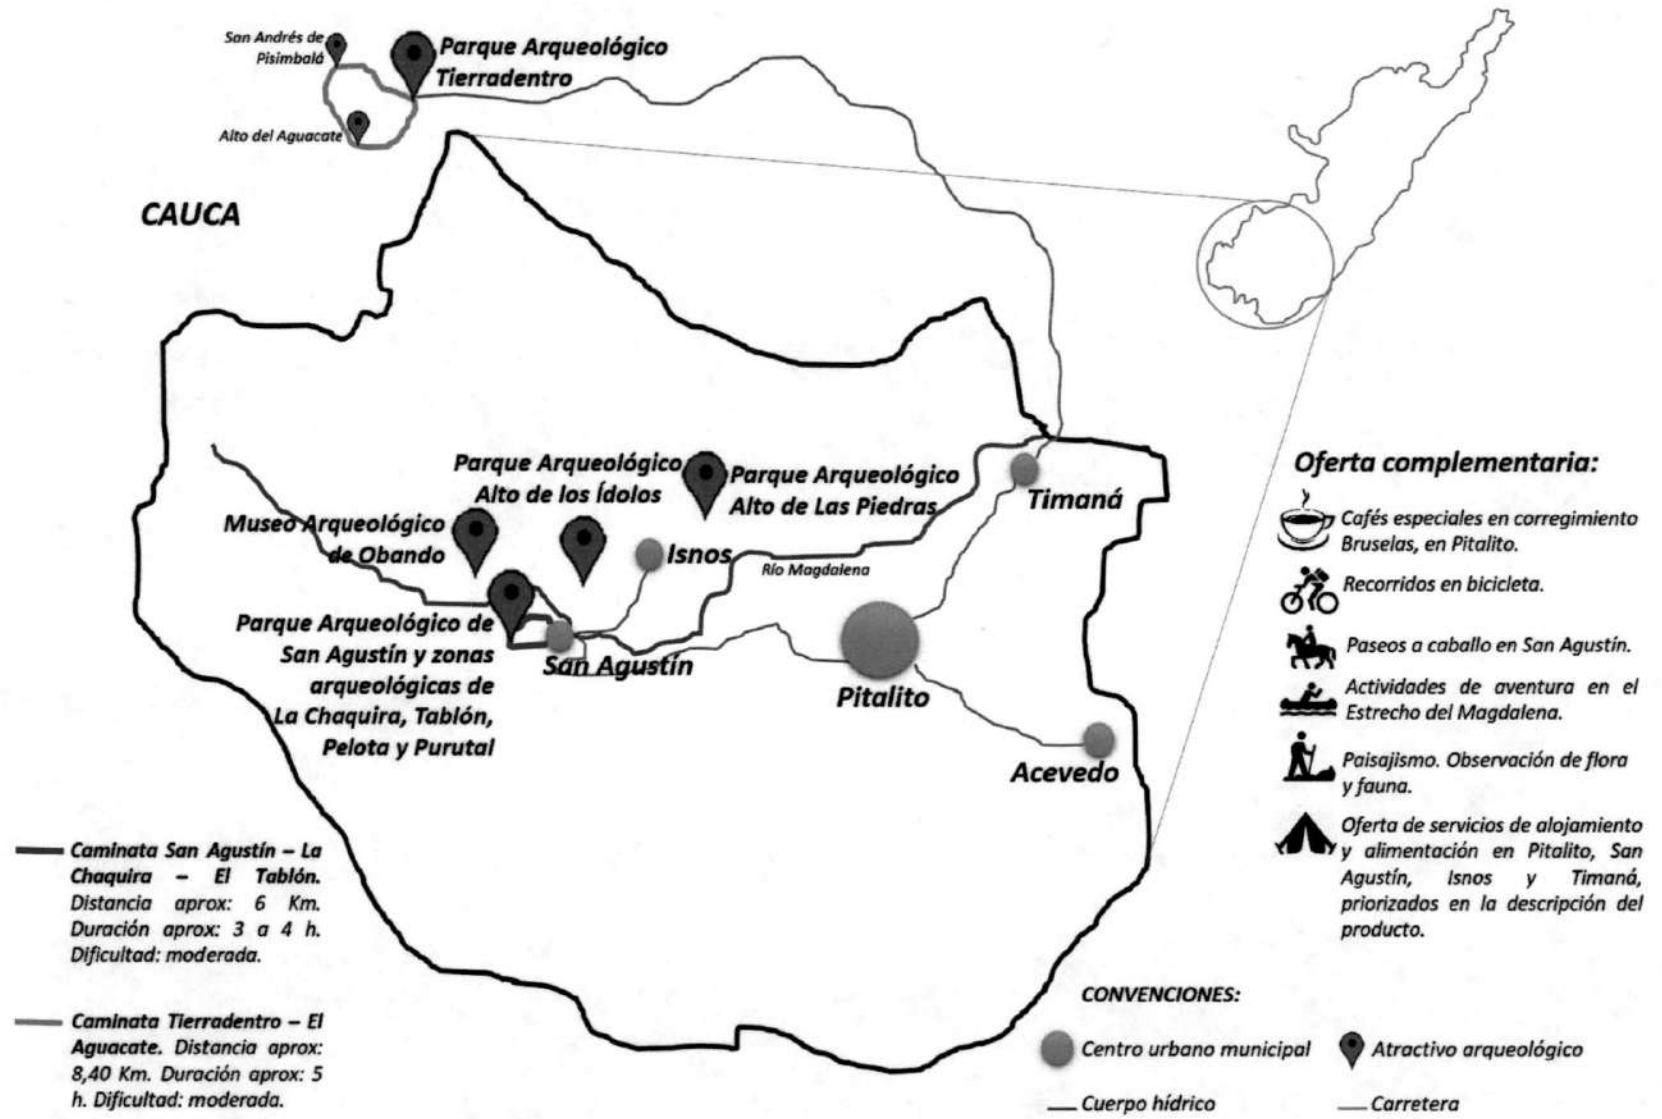 San Andrés de
Pisimbalá
Parque Arqueológico
Tierradentro
Alto del Aguacate
CAUCA
Parque Arqueológico
Alto de los Ídolos
Parque Arqueológico
Alto de Las Piedras
Timaná
Museo Arqueológico
de Obando
Isnos
Río Magdalena
Parque Arqueológico de
San Agustín y zonas
arqueológicas de
La Chaquira, Tablón,
Pelota y Purutal
San Agustín
Pitalito
Acevedo
Oferta complementaria:
Cafés especiales en corregimiento
Bruselas, en Pitalito.
Recorridos en bicicleta.
Paseos a caballo en San Agustín.
Actividades de aventura en el
Estrecho del Magdalena.
Paisajismo. Observación de flora
y fauna.
Oferta de servicios de alojamiento
y alimentación en Pitalito, San
Agustín, Isnos y Timaná,
priorizados en la descripción del
producto.
Caminata San Agustín – La
Chaquira – El Tablón.
Distancia aprox: 6 Km.
Duración aprox: 3 a 4 h.
Dificultad: moderada.
Caminata Tierradentro – El
Aguacate. Distancia aprox:
8,40 Km. Duración aprox: 5
h. Dificultad: moderada.
CONVENCIONES:
Centro urbano municipal
Atractivo arqueológico
Cuerpo hídrico
Carretera